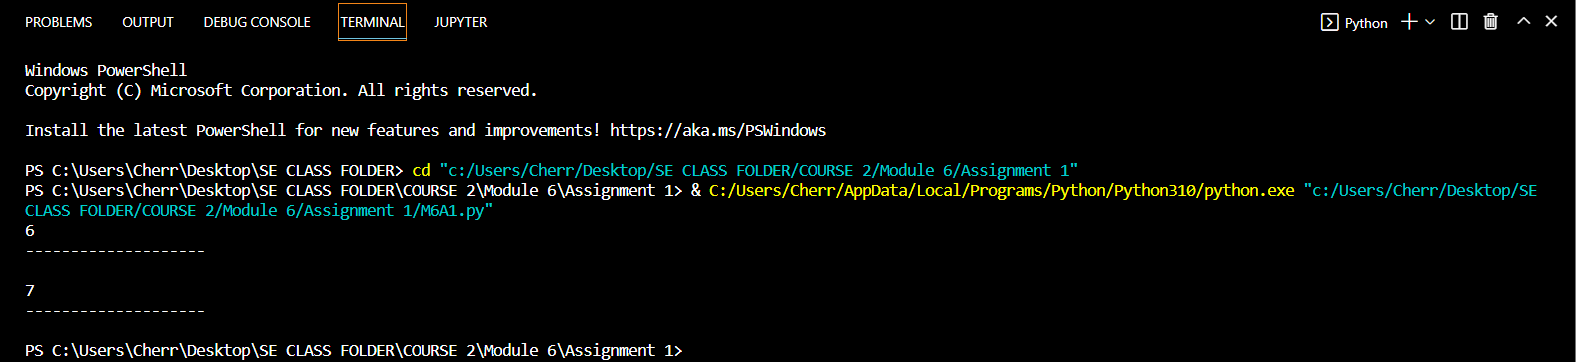 PROBLEMS OUTPUT DEBUG CONSOLE TERMINAL JUPYTER Python
Windows PowerShell
Copyright (C) Microsoft Corporation. All rights reserved.
Install the latest PowerShell for new features and improvements! https://aka.ms/PSWindows
PS C:\Users\Cherr\Desktop\SE CLASS FOLDER> cd "c:/Users/Cherr/Desktop/SE CLASS FOLDER/COURSE 2/Module 6/Assignment 1"
PS C:\Users\Cherr\Desktop\SE CLASS FOLDER\COURSE 2\Module 6\Assignment 1> & C:/Users/Cherr/AppData/Local/Programs/Python/Python310/python.exe "c:/Users/Cherr/Desktop/SE
CLASS FOLDER/COURSE 2/Module 6/Assignment 1/M6A1.py"
6
--------------------
7
--------------------
PS C:\Users\Cherr\Desktop\SE CLASS FOLDER\COURSE 2\Module 6\Assignment 1>